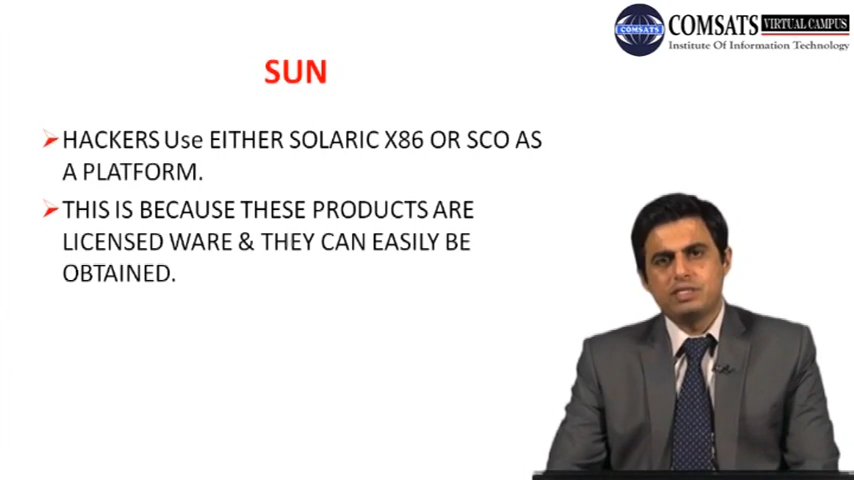 COMSATS VIRTUAL CAMPUS
COMSATS
Institute Of Information Technology
SUN
HACKERS Use EITHER SOLARIC X86 OR SCO AS
A PLATFORM.
THIS IS BECAUSE THESE PRODUCTS ARE
LICENSED WARE & THEY CAN EASILY BE
OBTAINED.